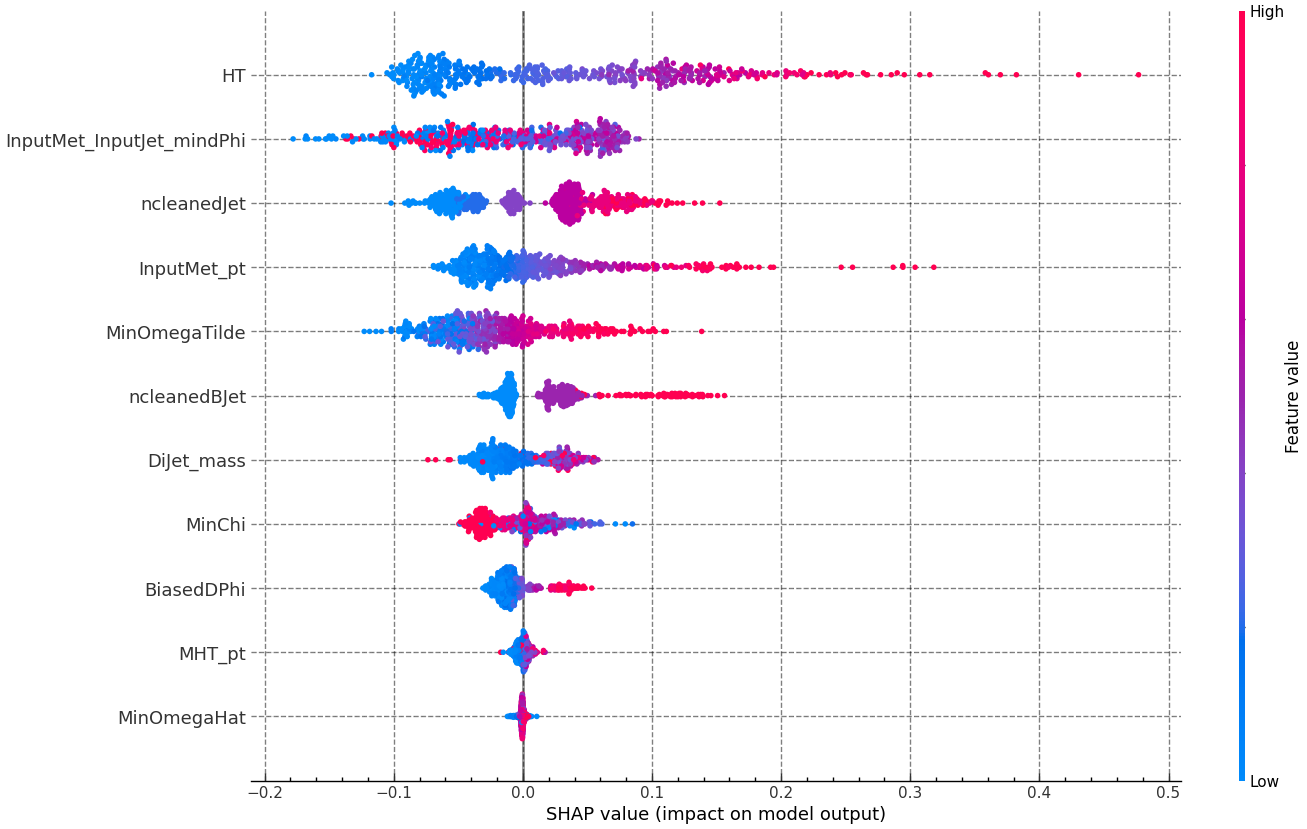 High
HT
InputMet_InputJet_mindPhi
ncleanedJet
InputMet_pt
MinOmegaTilde
ncleanedBJet
DiJet_mass
MinChi
BiasedDPhi
MHT_pt
MinOmegaHat
Feature value
Low
−0.2 −0.1 0.0 0.1 0.2 0.3 0.4 0.5
SHAP value (impact on model output)